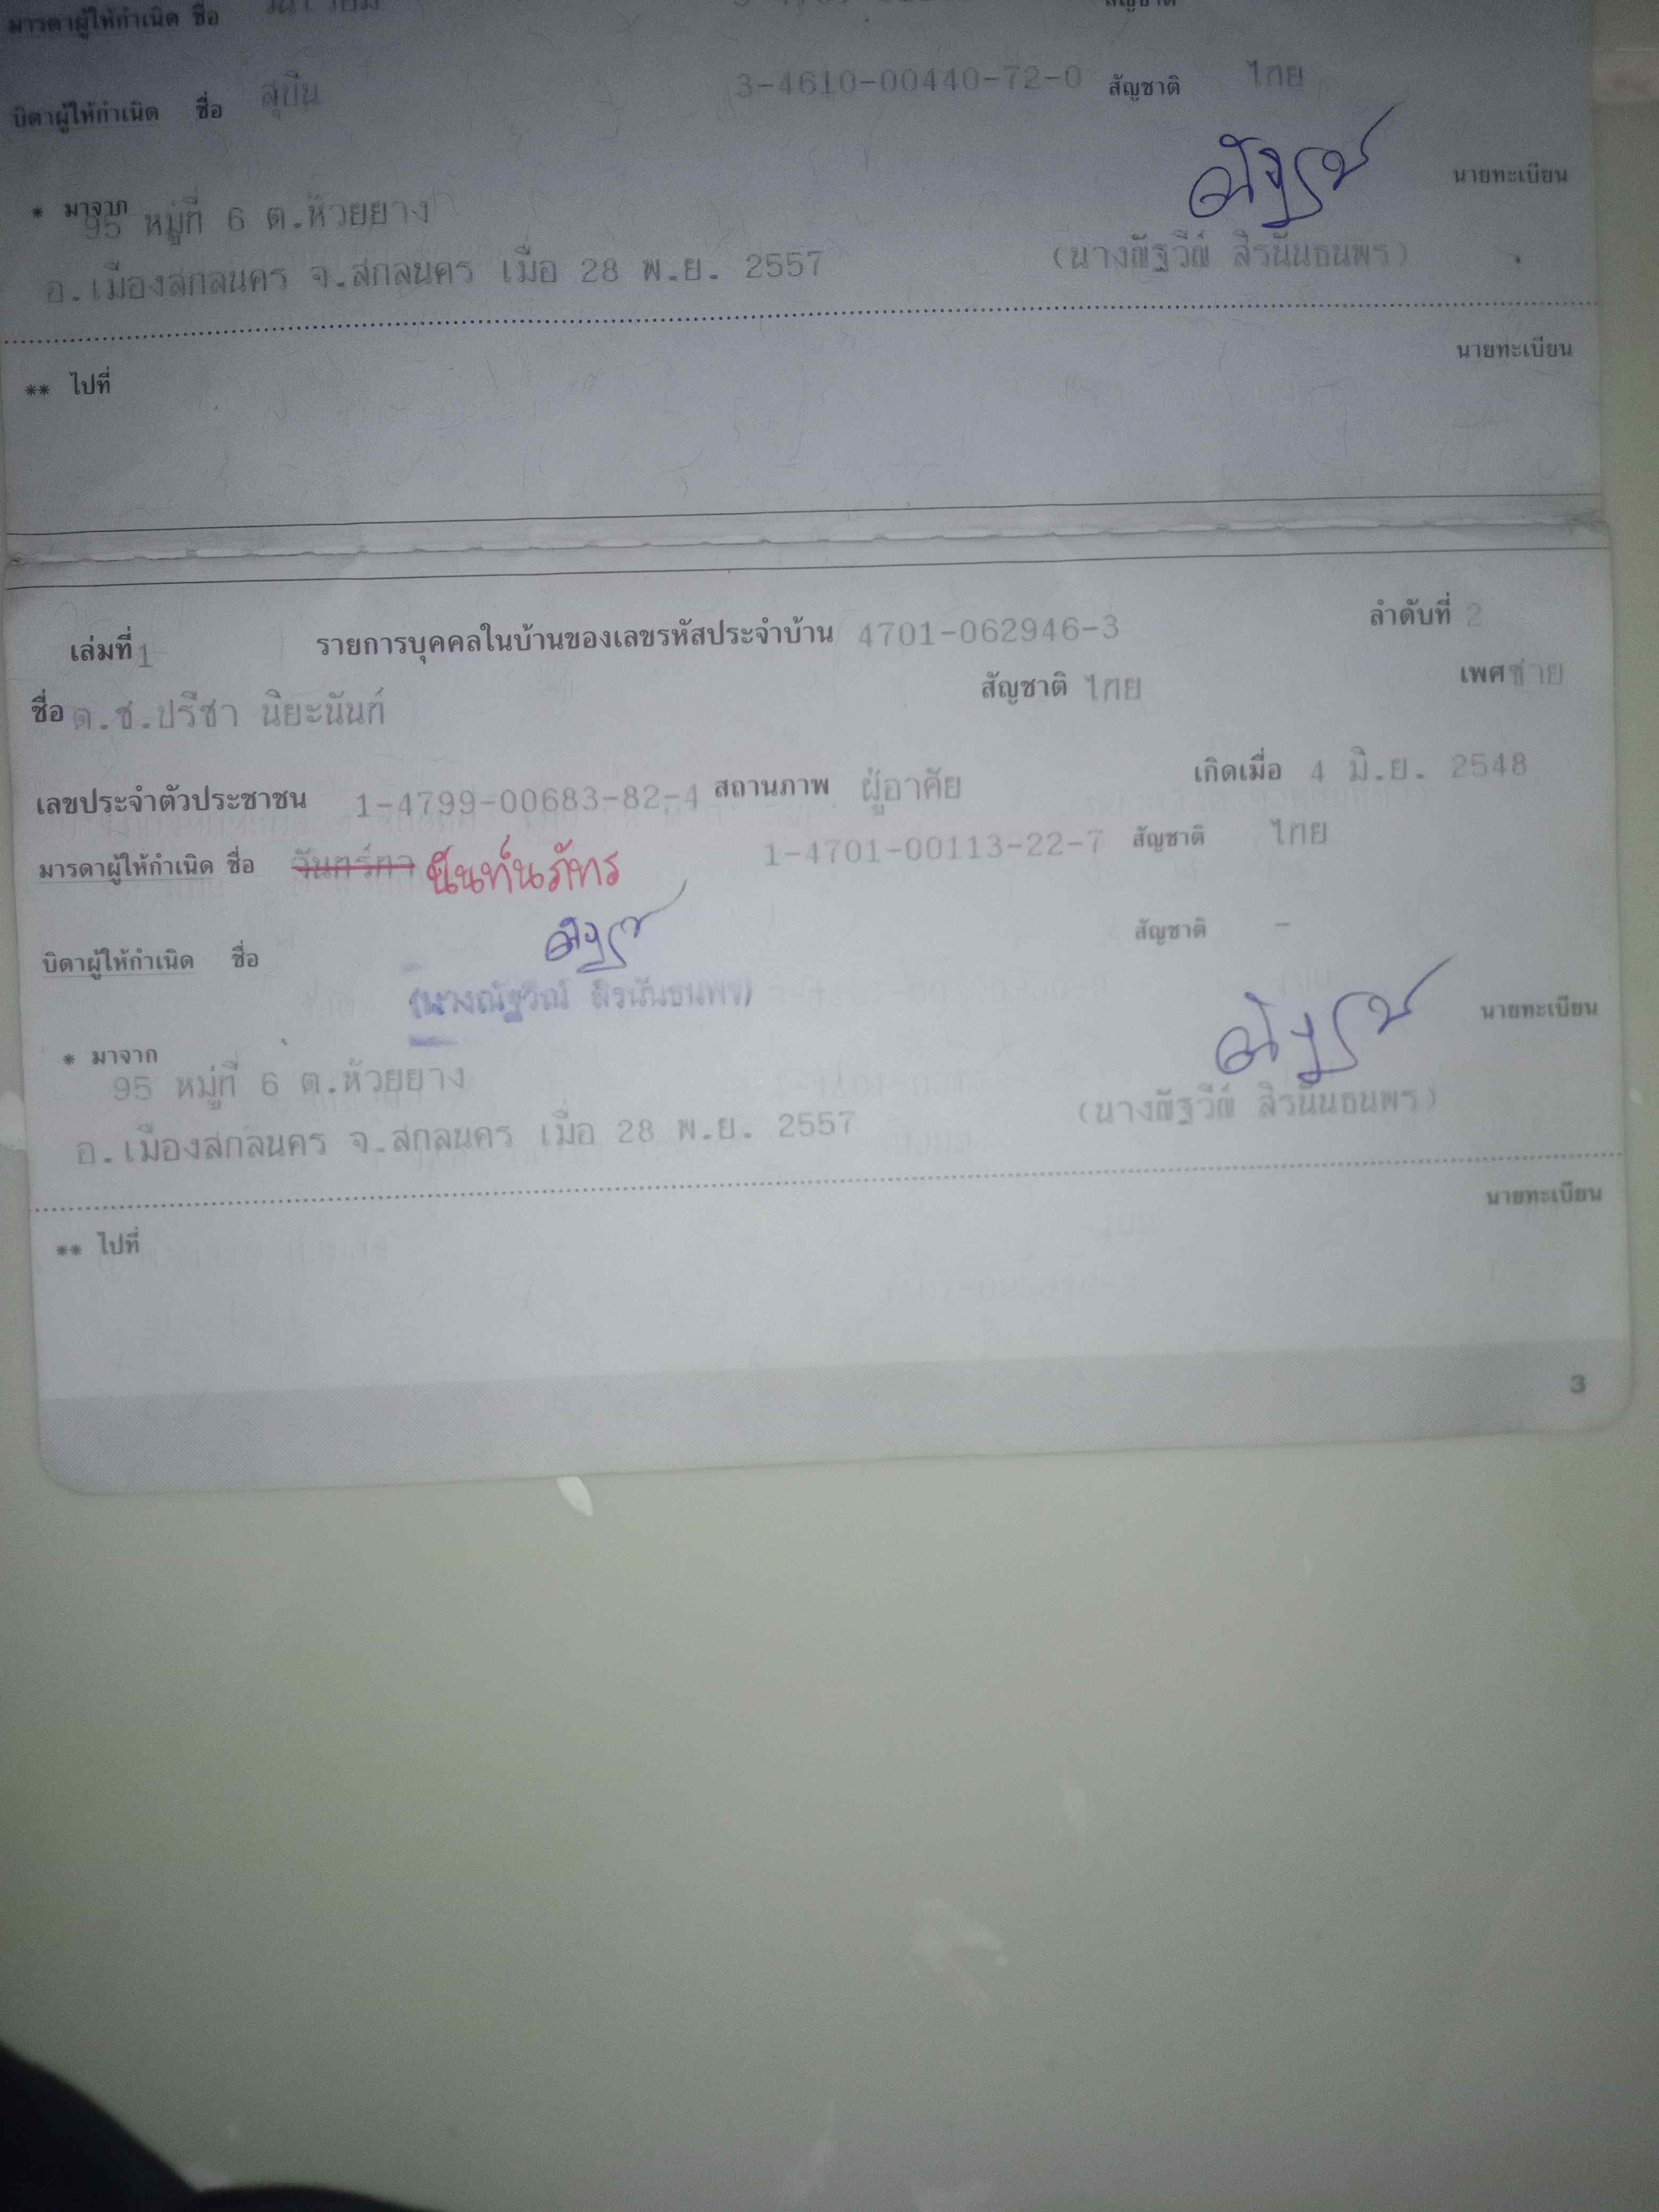 มารดาผู้ให้กำเนิด ชื่อ
บิดาผู้ให้กำเนิด ชื่อ สุบิน 3-4610-00440-72-0 สัญชาติ ไทย
* มาจาก นายทะเบียน
95 หมู่ที่ 6 ต.ห้วยยาง
อ.เมืองสกลนคร จ.สกลนคร เมื่อ 28 พ.ย. 2557 (นางณัฐวีณ์ สิรนันธนพร)
** ไปที่ นายทะเบียน
เล่มที่ 1 รายการบุคคลในบ้านของเลขรหัสประจำบ้าน 4701-062946-3 ลำดับที่ 2
ชื่อ ด.ช.ปรีชา นิยะนันท์ สัญชาติ ไทย เพศ ชาย
เลขประจำตัวประชาชน 1-4799-00683-82-4 สถานภาพ ผู้อาศัย เกิดเมื่อ 4 มิ.ย. 2548
มารดาผู้ให้กำเนิด ชื่อ นันท์นภัทร 1-4701-00113-22-7 สัญชาติ ไทย
บิดาผู้ให้กำเนิด ชื่อ สัญชาติ -
(นางณัฐวีณ์ สิรนันธนพร)
* มาจาก นายทะเบียน
95 หมู่ที่ 6 ต.ห้วยยาง
อ.เมืองสกลนคร จ.สกลนคร เมื่อ 28 พ.ย. 2557 (นางณัฐวีณ์ สิรนันธนพร)
** ไปที่ นายทะเบียน
3